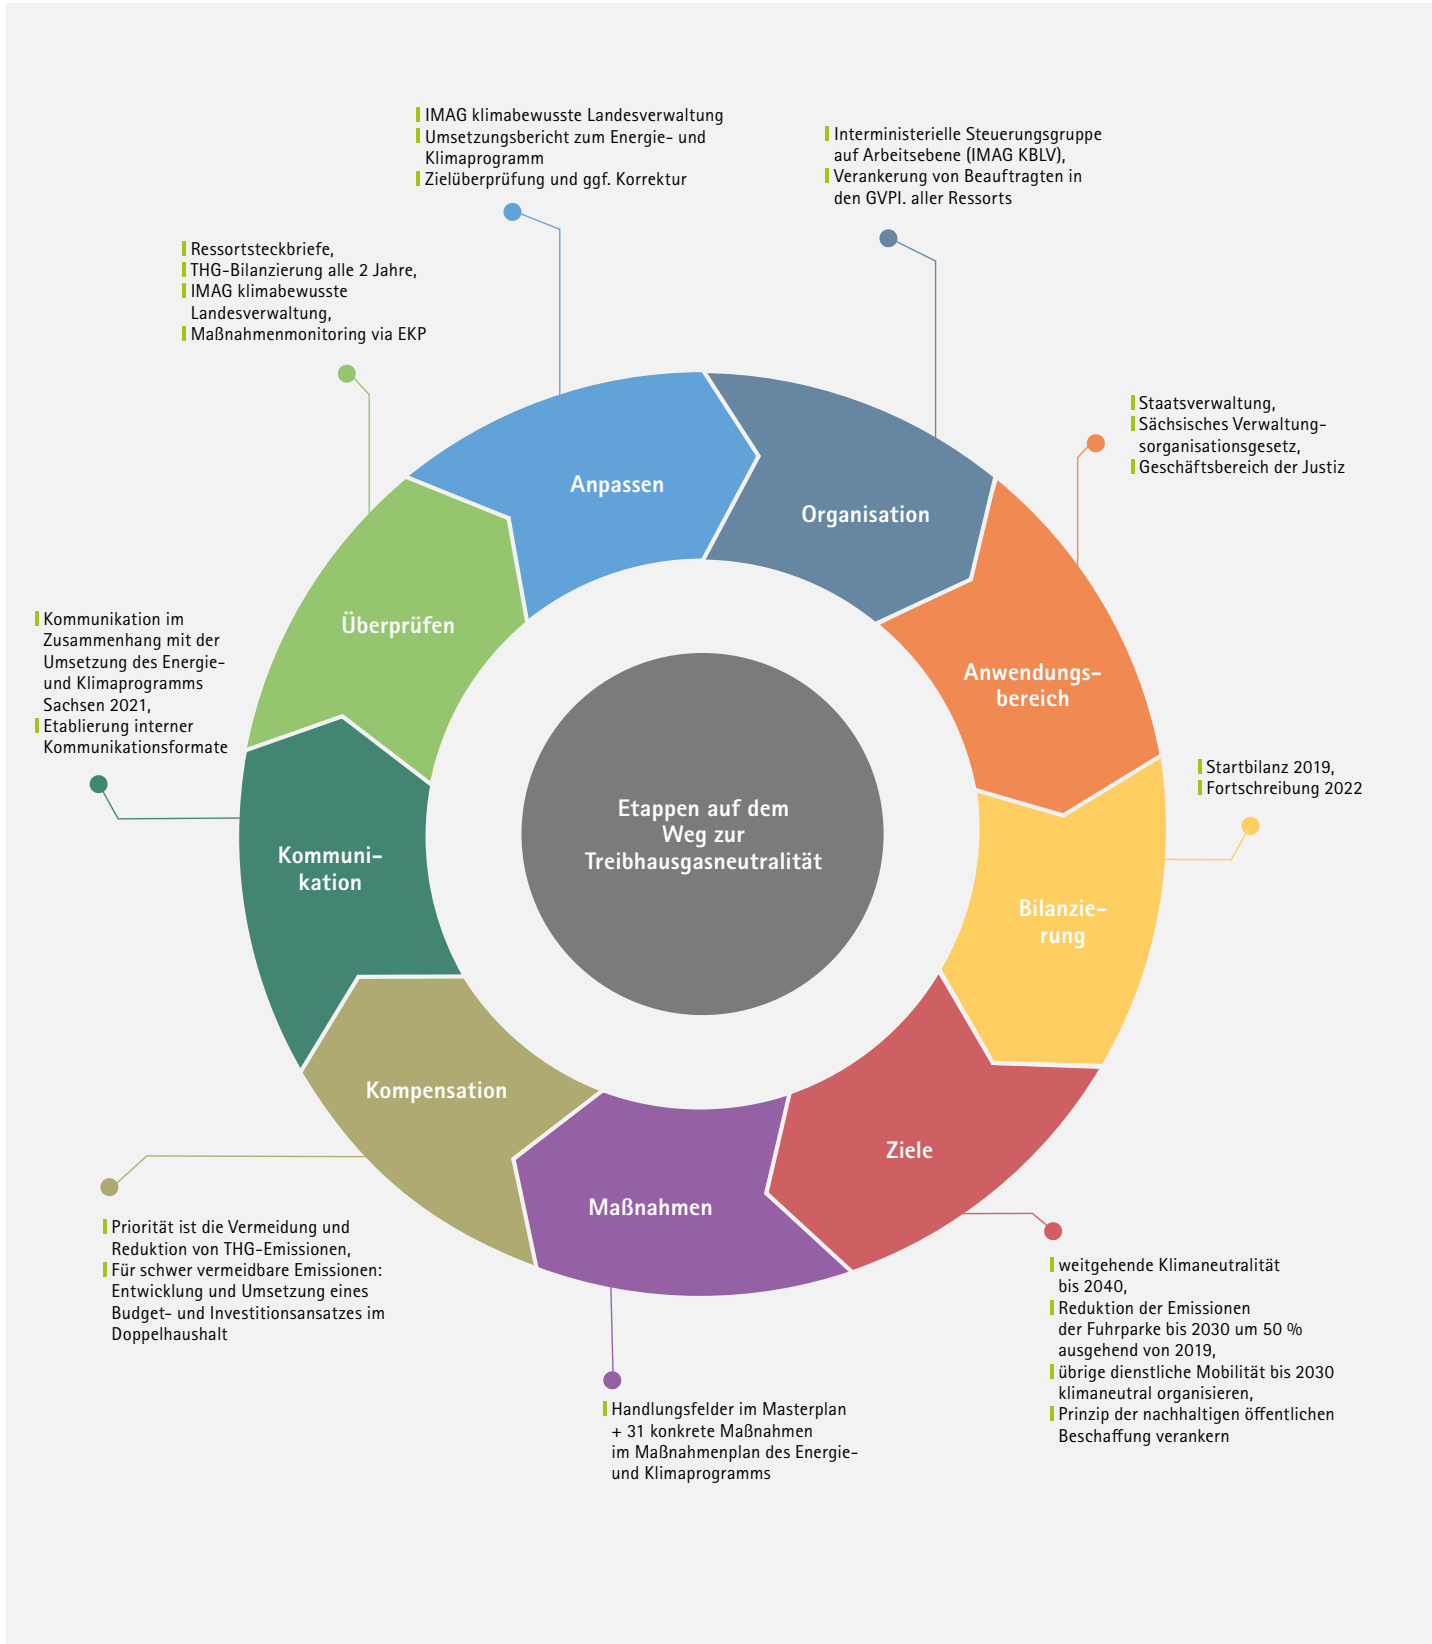 IMAG klimabewusste Landesverwaltung
Umsetzungsbericht zum Energie- und
Klimaprogramm
Zielüberprüfung und ggf. Korrektur
Interministerielle Steuerungsgruppe
auf Arbeitsebene (IMAG KBLV),
Verankerung von Beauftragten in
den GVPI. aller Ressorts
Ressortsteckbriefe,
THG-Bilanzierung alle 2 Jahre,
IMAG klimabewusste
Landesverwaltung,
Maßnahmenmonitoring via EKP
Staatsverwaltung,
Sächsisches Verwaltung-
sorganisationsgesetz,
Geschäftsbereich der Justiz
Anpassen
Organisation
Überprüfen
Anwendungs-
bereich
Kommunikation im
Zusammenhang mit der
Umsetzung des Energie-
und Klimaprogramms
Sachsen 2021,
Etablierung interner
Kommunikationsformate
Startbilanz 2019,
Fortschreibung 2022
Etappen auf dem
Weg zur
Treibhausgasneutralität
Kommuni-
kation
Bilanzie-
rung
Kompensation
Ziele
Maßnahmen
Priorität ist die Vermeidung und
Reduktion von THG-Emissionen,
Für schwer vermeidbare Emissionen:
Entwicklung und Umsetzung eines
Budget- und Investitionsansatzes im
Doppelhaushalt
weitgehende Klimaneutralität
bis 2040,
Reduktion der Emissionen
der Fuhrparke bis 2030 um 50 %
ausgehend von 2019,
übrige dienstliche Mobilität bis 2030
klimaneutral organisieren,
Prinzip der nachhaltigen öffentlichen
Beschaffung verankern
Handlungsfelder im Masterplan
+ 31 konkrete Maßnahmen
im Maßnahmenplan des Energie-
und Klimaprogramms